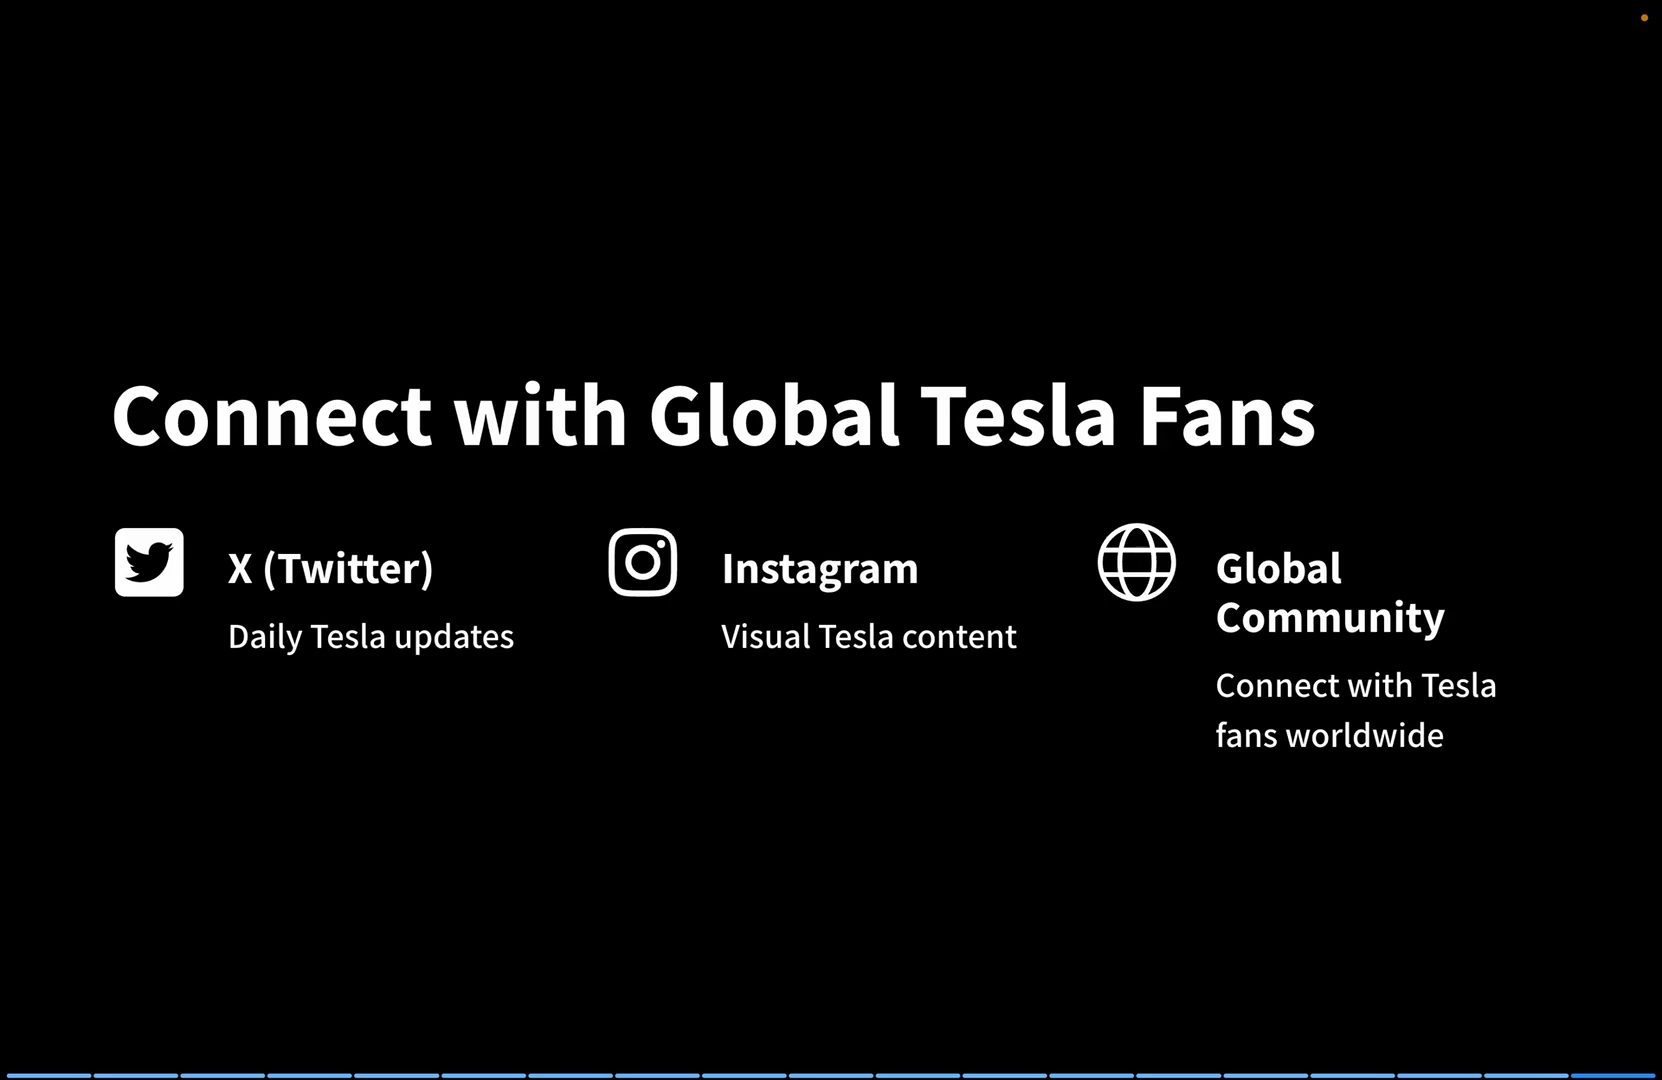 Connect with Global Tesla Fans
X (Twitter)
Daily Tesla updates
Instagram
Visual Tesla content
Global
Community
Connect with Tesla
fans worldwide